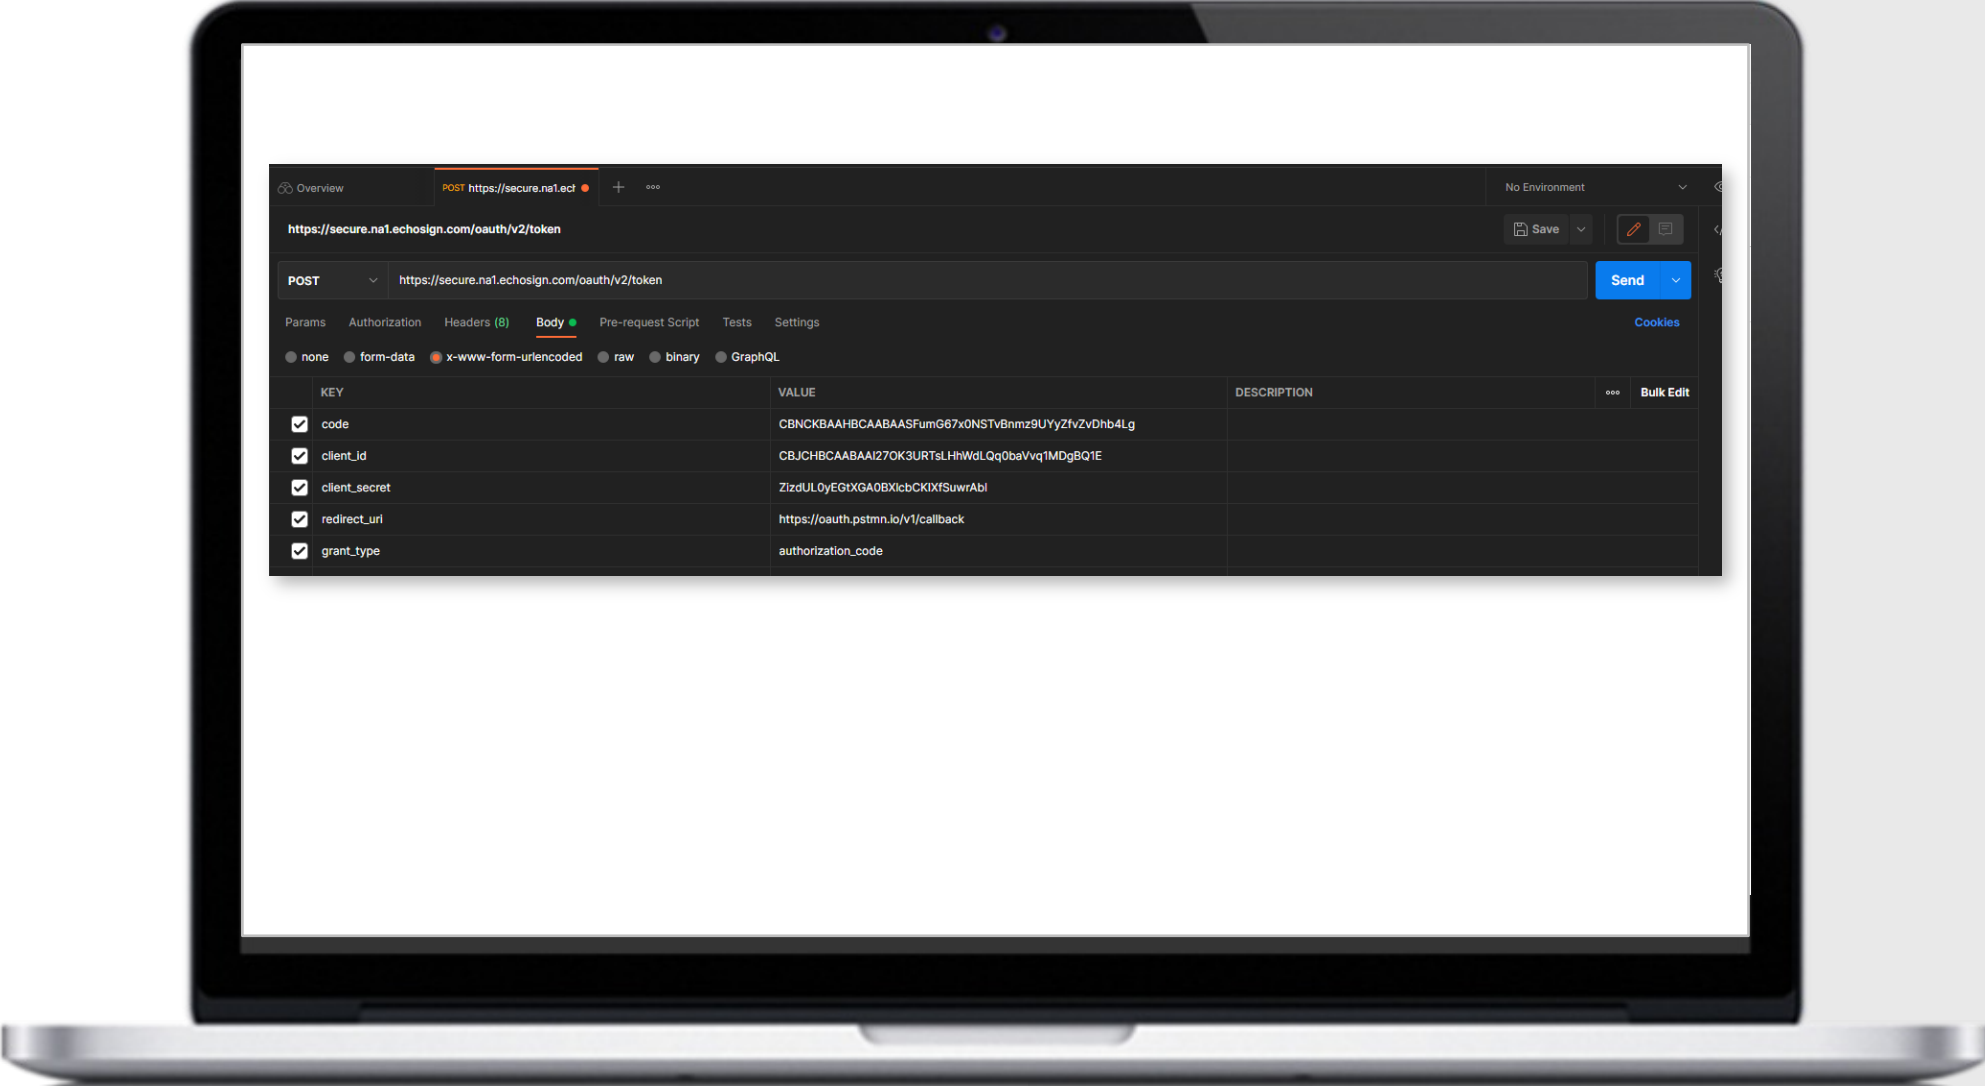 Overview
POST https://secure.na1.ect
No Environment
https://secure.na1.echosign.com/oauth/v2/token
Save
POST
https://secure.na1.echosign.com/oauth/v2/token
Send
Params Authorization Headers (8) Body Pre-request Script Tests Settings Cookies
none form-data x-www-form-urlencoded raw binary GraphQL
KEY VALUE DESCRIPTION Bulk Edit
code CBNCKBAAHBCAABAASFumG67x0NSTvBnmz9UYyZfvZvDhb4Lg
client_id CBJCHBCAABAAI27OK3URTsLHhWdLQq0baVvq1MDgBQ1E
client_secret ZizdUL0yEGtXGA0BXIcbCKIXfSuwrAbI
redirect_uri https://oauth.pstmn.io/v1/callback
grant_type authorization_code